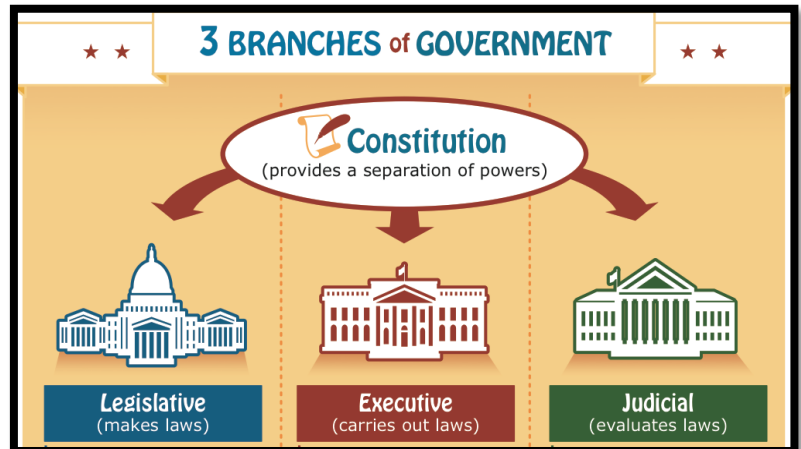 3 BRANCHES of GOVERNMENT
Constitution
(provides a separation of powers)
Legislative
(makes laws)
Executive
(carries out laws)
Judicial
(evaluates laws)